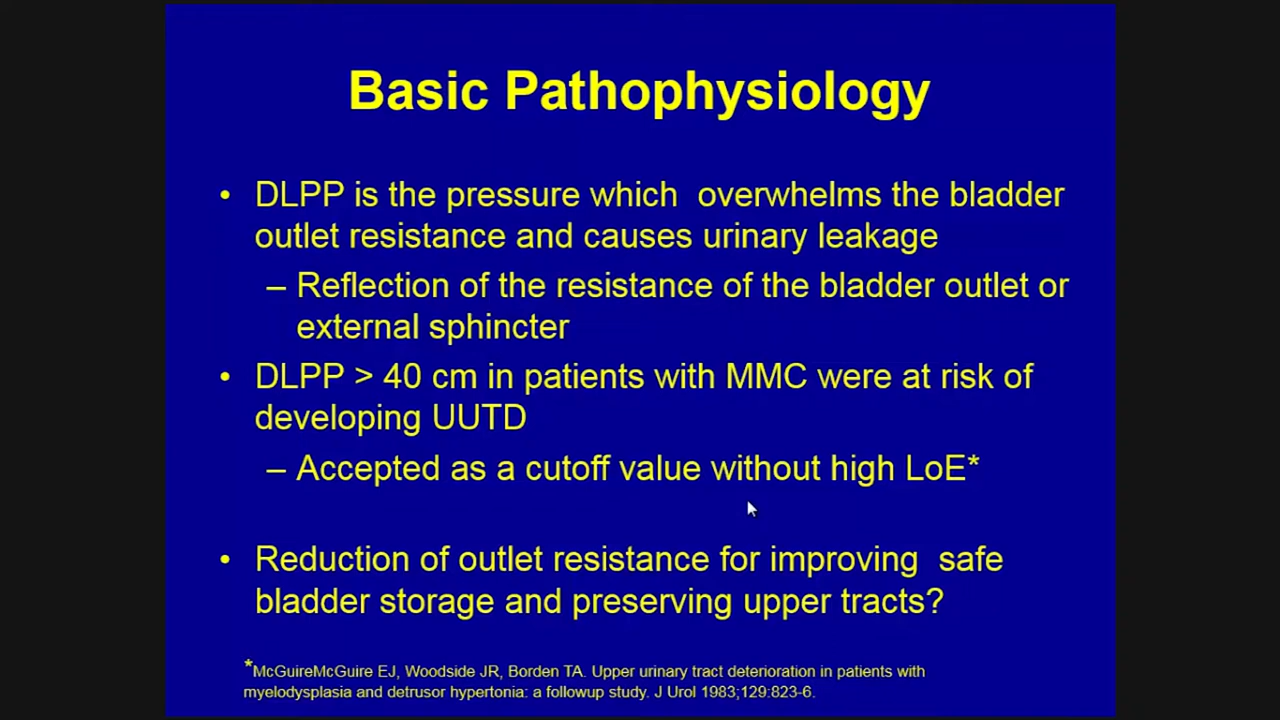 Basic Pathophysiology
• DLPP is the pressure which  overwhelms the bladder
outlet resistance and causes urinary leakage
– Reflection of the resistance of the bladder outlet or
external sphincter
• DLPP > 40 cm in patients with MMC were at risk of
developing UUTD
– Accepted as a cutoff value without high LoE*
• Reduction of outlet resistance for improving  safe
bladder storage and preserving upper tracts?
*McGuireMcGuire EJ, Woodside JR, Borden TA. Upper urinary tract deterioration in patients with
myelodysplasia and detrusor hypertonia: a followup study. J Urol 1983;129:823-6.